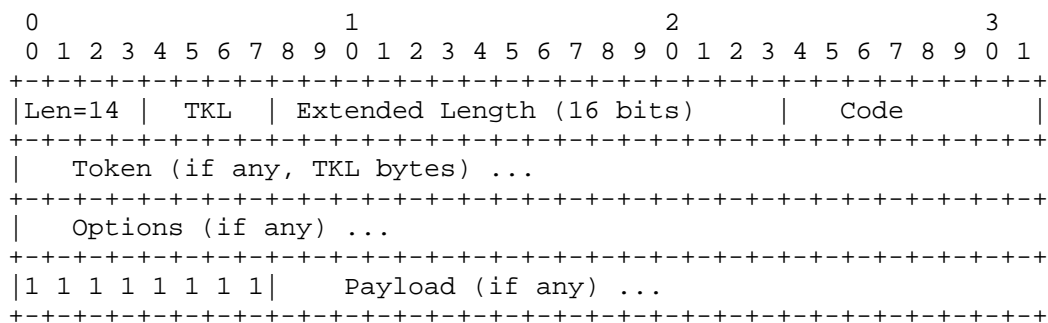 0                   1                   2                   3
 0 1 2 3 4 5 6 7 8 9 0 1 2 3 4 5 6 7 8 9 0 1 2 3 4 5 6 7 8 9 0 1
+-+-+-+-+-+-+-+-+-+-+-+-+-+-+-+-+-+-+-+-+-+-+-+-+-+-+-+-+-+-+-+-+
|Len=14 |  TKL  | Extended Length (16 bits)     |   Code        |
+-+-+-+-+-+-+-+-+-+-+-+-+-+-+-+-+-+-+-+-+-+-+-+-+-+-+-+-+-+-+-+-+
|   Token (if any, TKL bytes) ...
+-+-+-+-+-+-+-+-+-+-+-+-+-+-+-+-+-+-+-+-+-+-+-+-+-+-+-+-+-+-+-+-+
|   Options (if any) ...
+-+-+-+-+-+-+-+-+-+-+-+-+-+-+-+-+-+-+-+-+-+-+-+-+-+-+-+-+-+-+-+-+
|1 1 1 1 1 1 1 1|    Payload (if any) ...
+-+-+-+-+-+-+-+-+-+-+-+-+-+-+-+-+-+-+-+-+-+-+-+-+-+-+-+-+-+-+-+-+